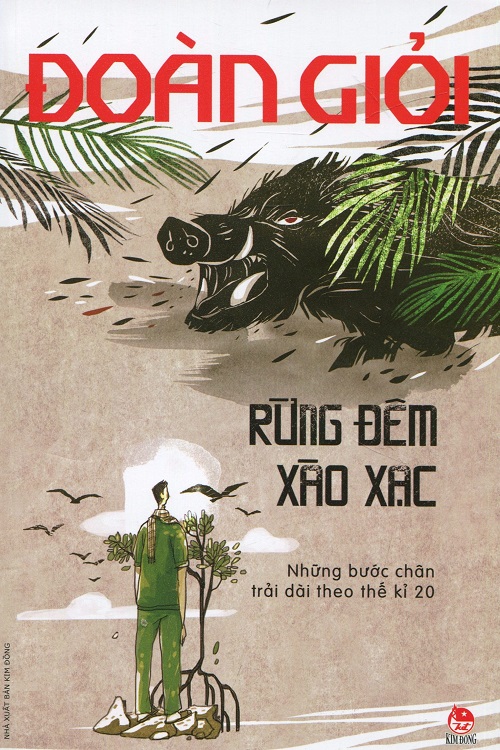 ĐOÀN GIỎI
RỪNG ĐÊM
XÀO XẠC
Những bước chân
trải dài theo thế kỉ 20
NHÀ XUẤT BẢN KIM ĐỒNG
KIM ĐỒNG